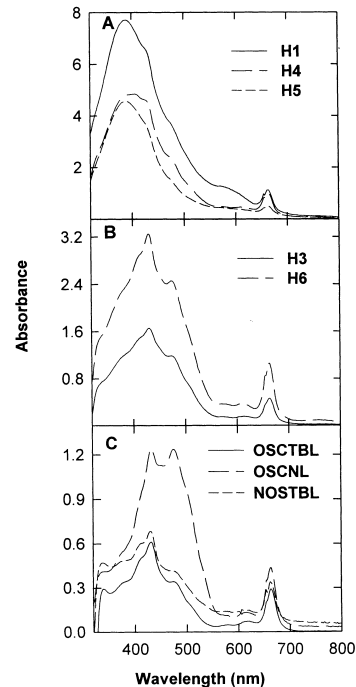 8
A
H1
6
H4
H5
4
2
B
3.2
H3
2.4
H6
1.6
0.8
Absorbance
C
OSCTBL
1.2
OSCNL
NOSTBL
0.9
0.6
0.3
0.0
400 500 600 700 800
Wavelength (nm)